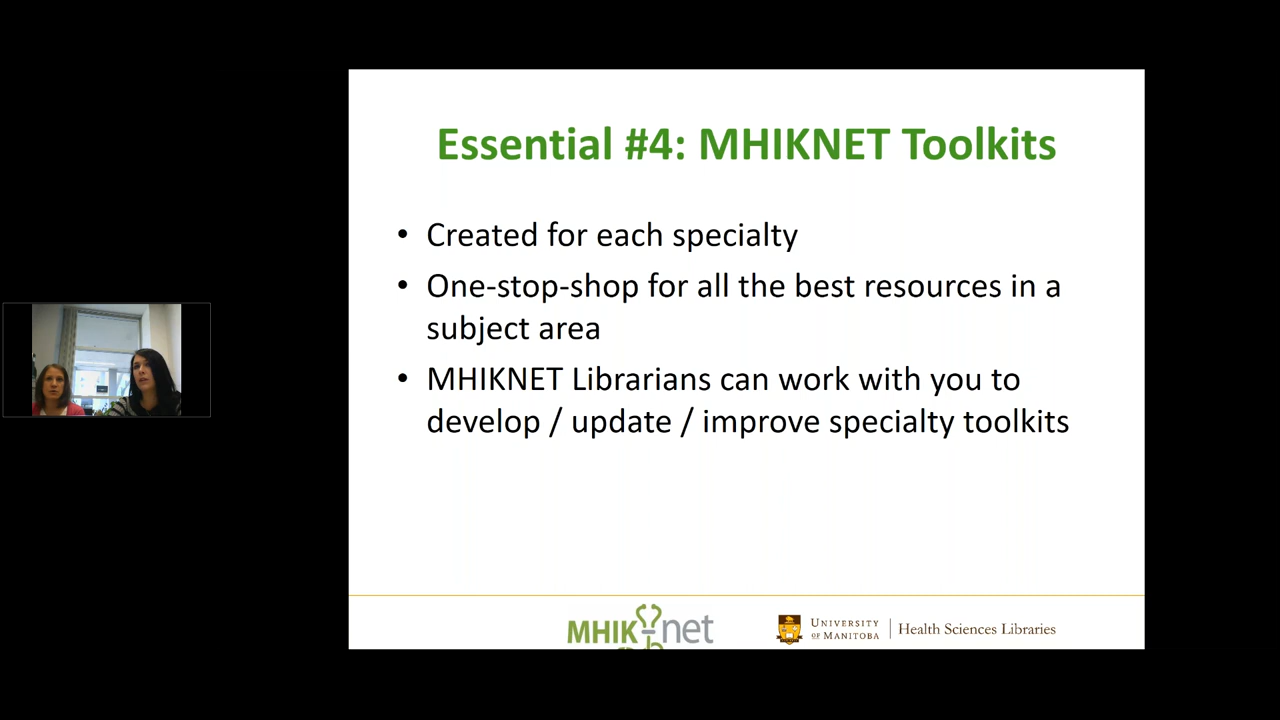 Essential #4: MHIKNET Toolkits
• Created for each specialty
• One-stop-shop for all the best resources in a
subject area
• MHIKNET Librarians can work with you to
develop / update / improve specialty toolkits
MHIK net
UNIVERSITY
OF MANITOBA
Health Sciences Libraries